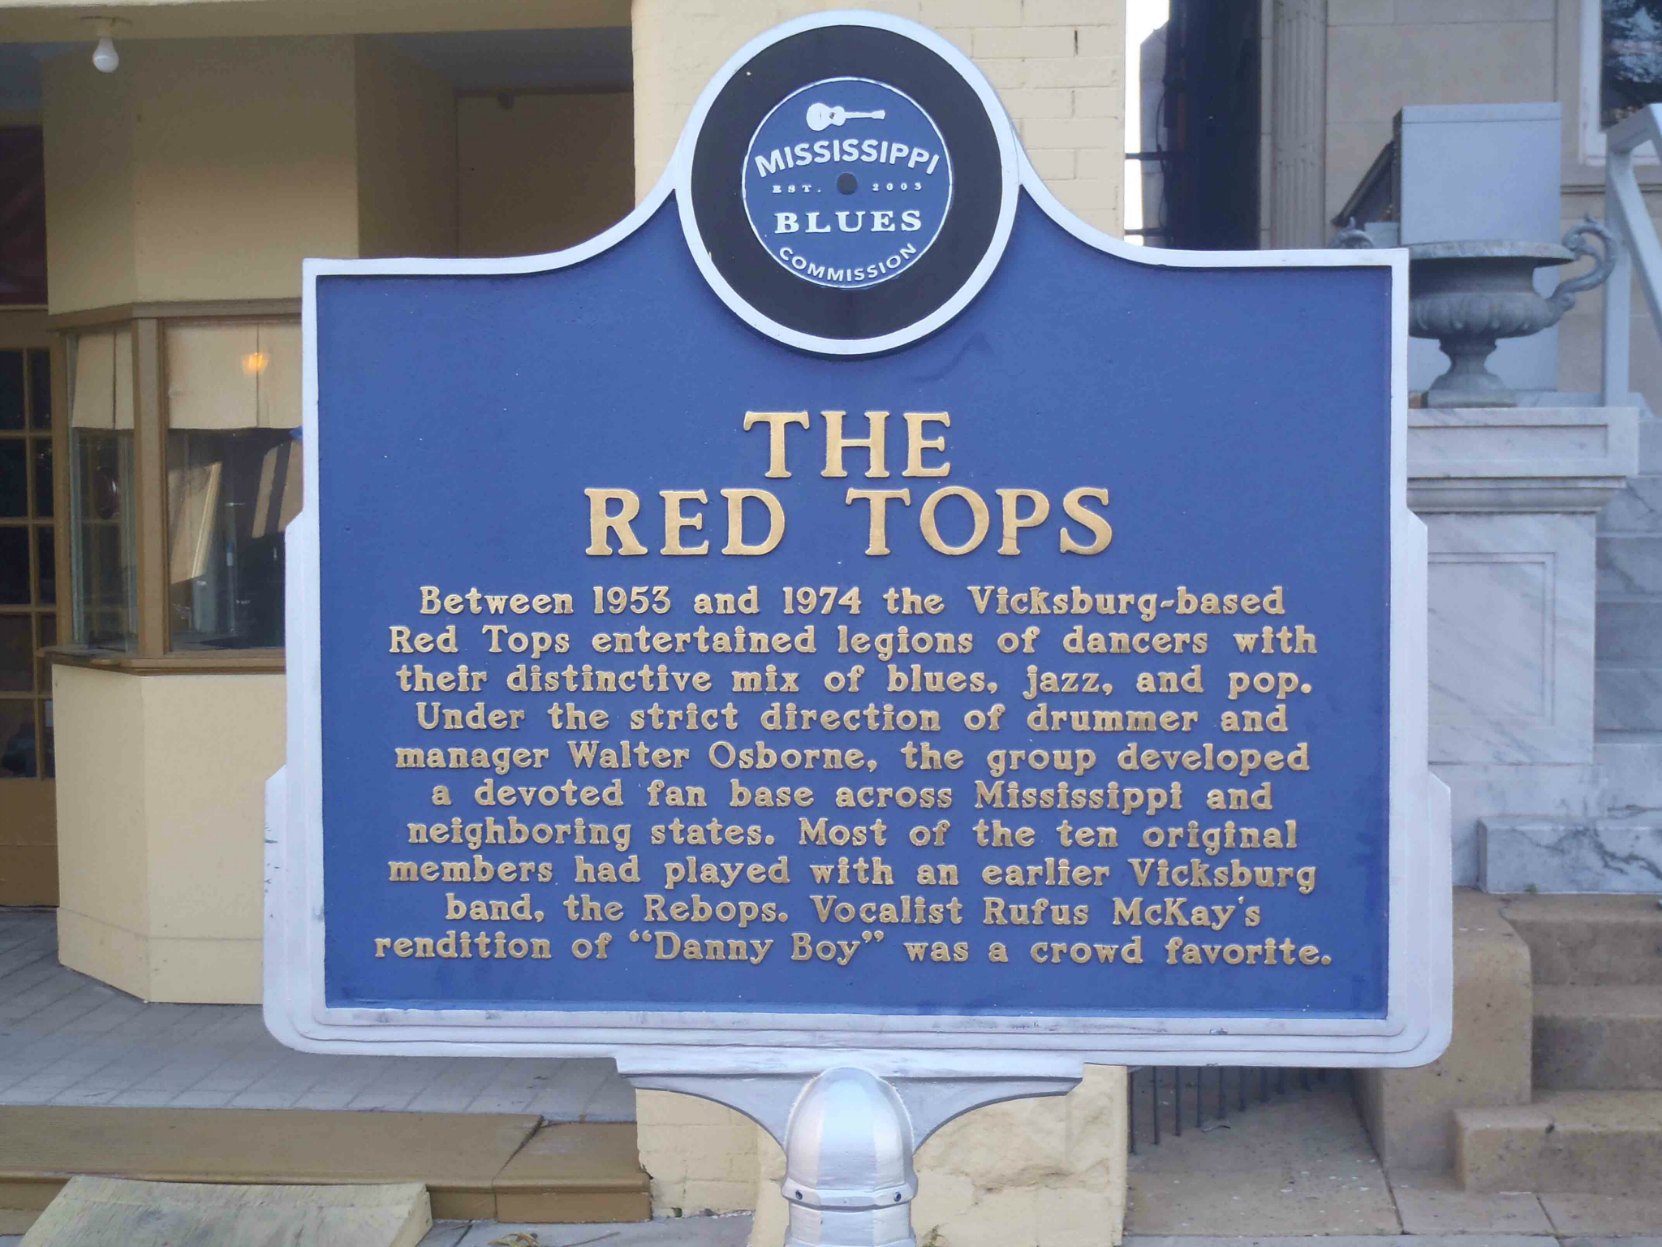 MISSISSIPPI
EST. 2003
BLUES
COMMISSION
THE
RED TOPS
Between 1953 and 1974 the Vicksburg-based
Red Tops entertained legions of dancers with
their distinctive mix of blues, jazz, and pop.
Under the strict direction of drummer and
manager Walter Osborne, the group developed
a devoted fan base across Mississippi and
neighboring states. Most of the ten original
members had played with an earlier Vicksburg
band, the Rebops. Vocalist Rufus McKay's
rendition of “Danny Boy” was a crowd favorite.